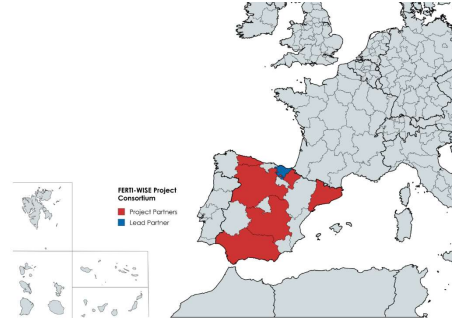 FERTI-WISE Project
Consortium
Project Partners
Lead Partner